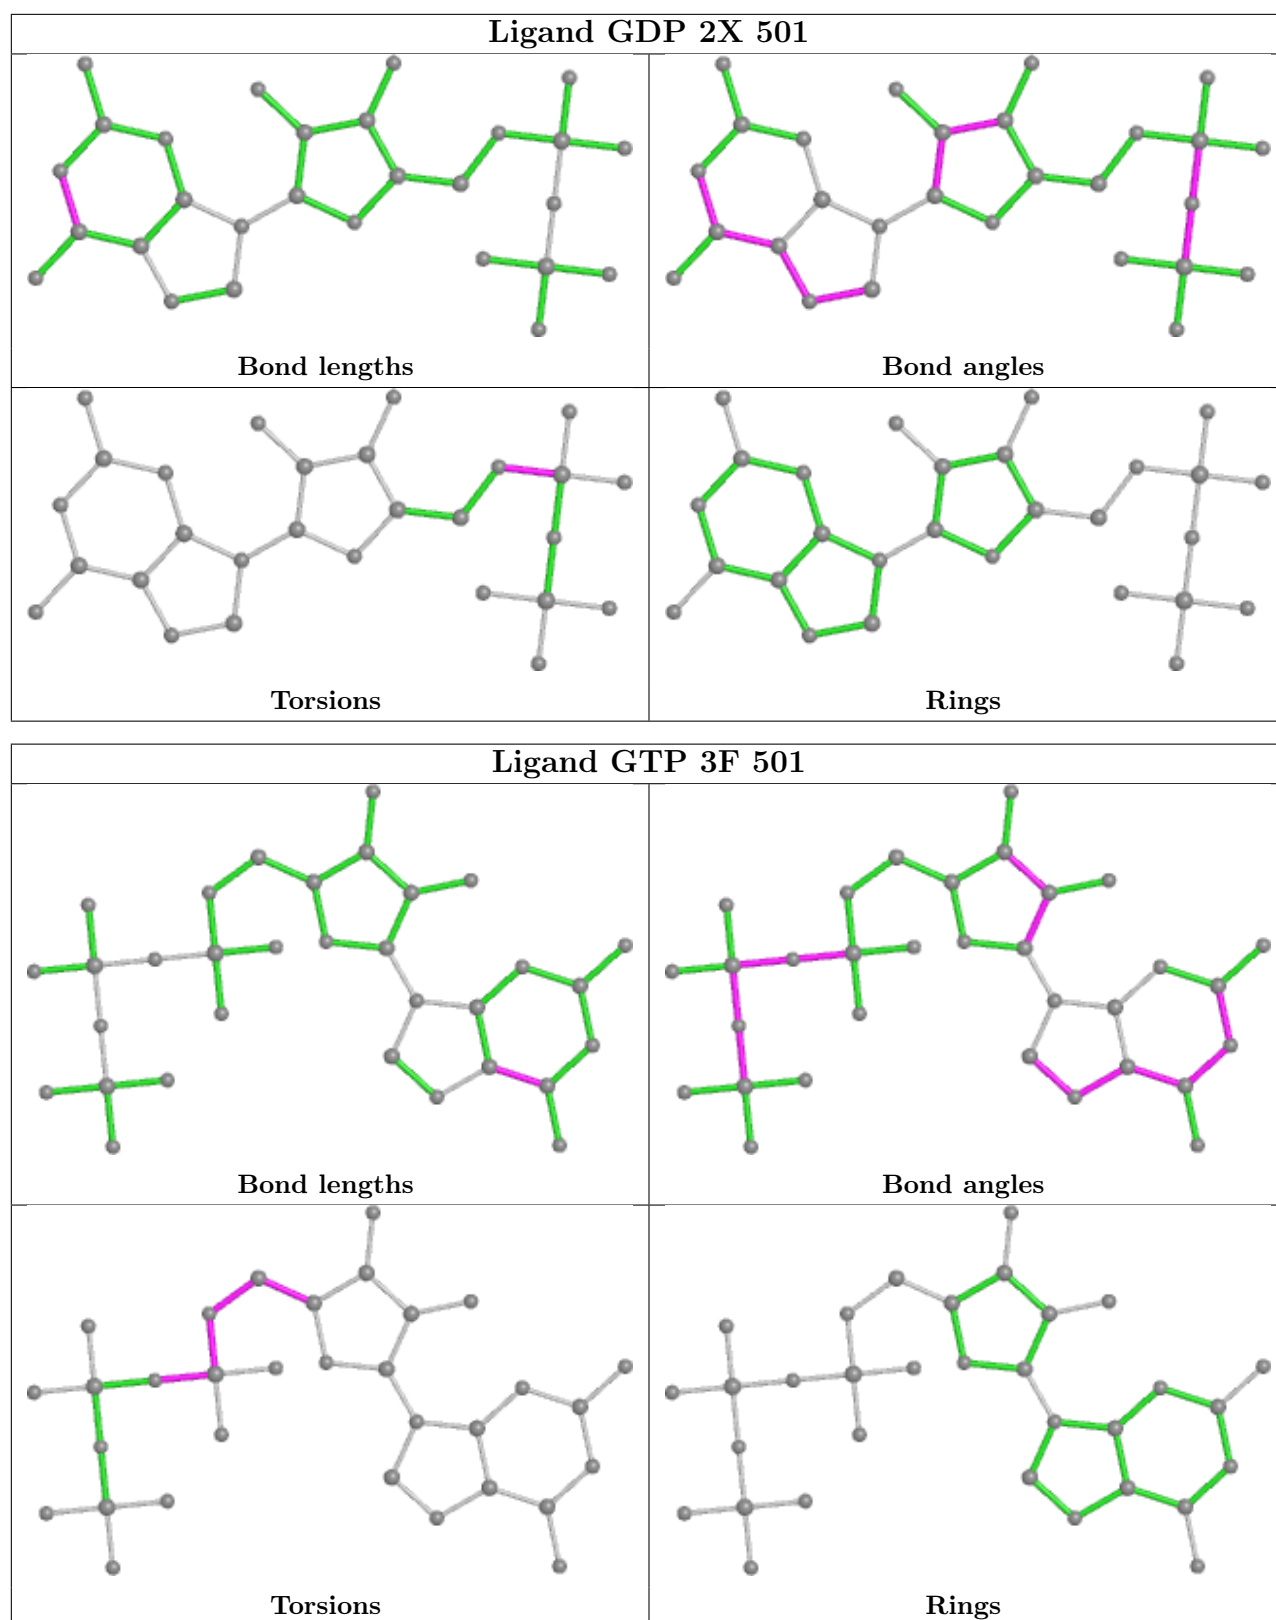 Ligand GDP 2X 501
Bond lengths
Bond angles
Torsions
Rings
Ligand GTP 3F 501
Bond lengths
Bond angles
Torsions
Rings